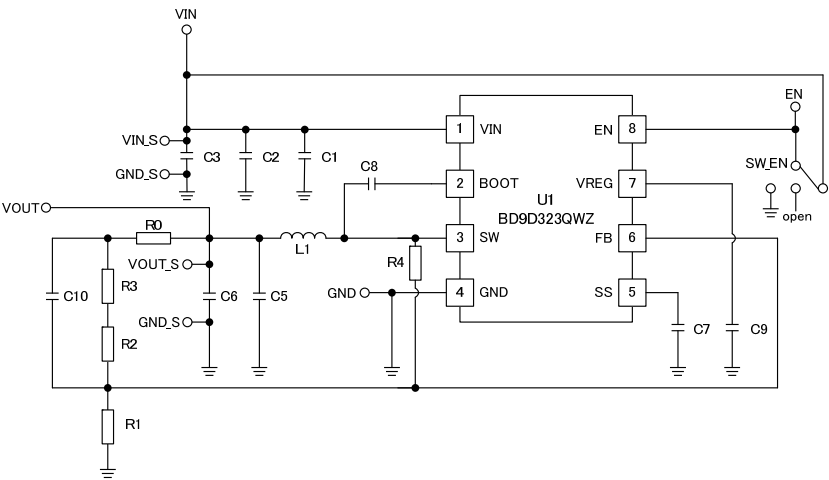 VIN
EN
VIN_S
C3
C2
C1
1
VIN
EN
8
GND_S
C8
SW_EN
2
BOOT
VREG
7
U1
BD9D323QWZ
open
VOUT
R0
L1
3
SW
FB
6
VOUT_S
R4
R3
C10
C6
C5
GND
4
GND
SS
5
GND_S
R2
C7
C9
R1